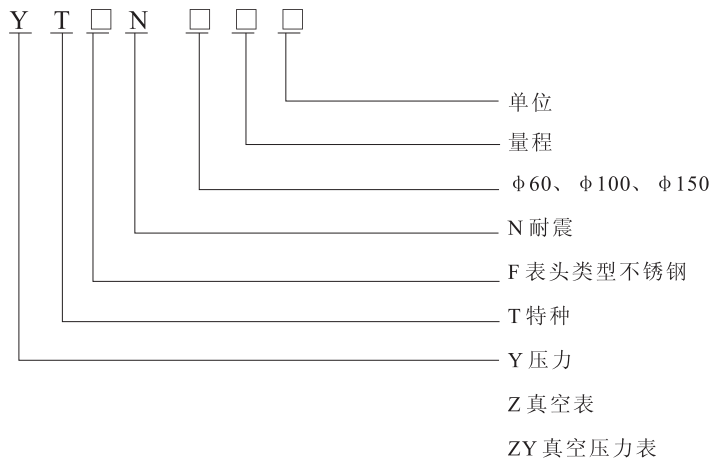 Y T □ N □ □ □
单位
量程
φ60、φ100、φ150
N 耐震
F 表头类型不锈钢
T 特种
Y 压力
Z 真空表
ZY 真空压力表